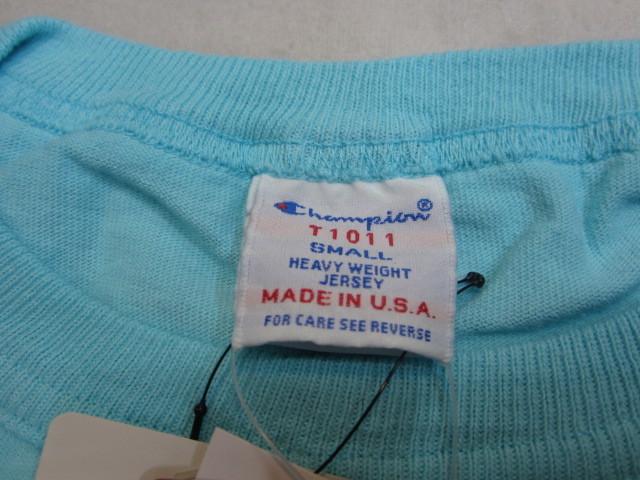 Champion®
T1011
SMALL
HEAVY WEIGHT
JERSEY
MADE IN U.S.A.
FOR CARE SEE REVERSE